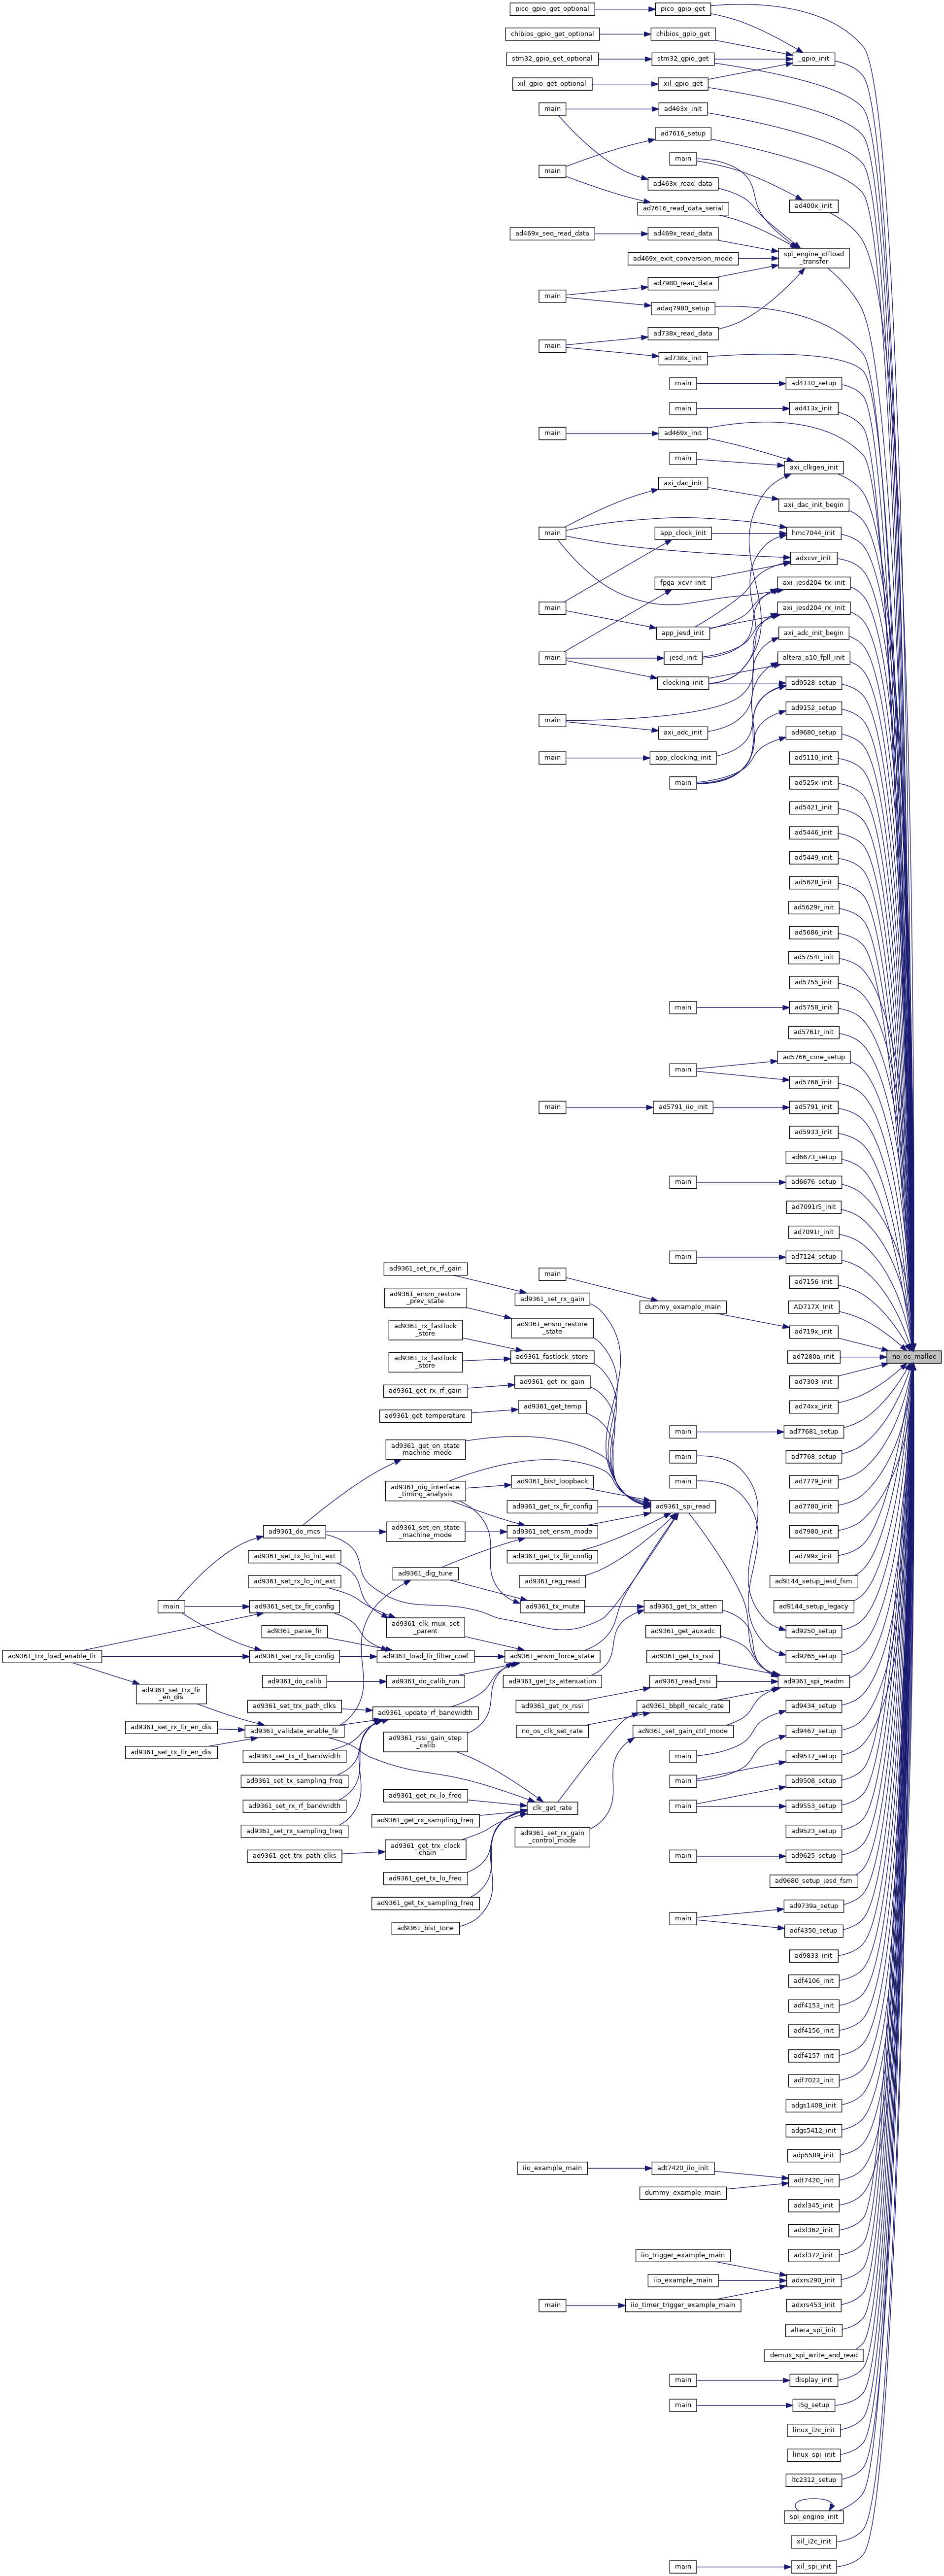 pico_gpio_get_optional
pico_gpio_get
chibios_gpio_get_optional
chibios_gpio_get
stm32_gpio_get_optional
stm32_gpio_get
_gpio_init
xil_gpio_get_optional
xil_gpio_get
main
ad463x_init
ad7616_setup
main
main
ad463x_read_data
ad7616_read_data_serial
ad400x_init
ad469x_seq_read_data
ad469x_read_data
ad469x_exit_conversion_mode
spi_engine_offload
_transfer
ad7980_read_data
main
adaq7980_setup
ad738x_read_data
main
ad738x_init
main
ad4110_setup
main
ad413x_init
main
ad469x_init
main
axi_clkgen_init
axi_dac_init
axi_dac_init_begin
main
app_clock_init
hmc7044_init
adxcvr_init
fpga_xcvr_init
axi_jesd204_tx_init
main
axi_jesd204_rx_init
app_jesd_init
axi_adc_init_begin
main
jesd_init
altera_a10_fpll_init
clocking_init
ad9528_setup
ad9152_setup
main
axi_adc_init
ad9680_setup
main
app_clocking_init
ad5110_init
main
ad525x_init
ad5421_init
ad5446_init
ad5449_init
ad5628_init
ad5629r_init
ad5686_init
ad5754r_init
ad5755_init
main
ad5758_init
ad5761r_init
ad5766_core_setup
main
ad5766_init
main
ad5791_iio_init
ad5791_init
ad5933_init
ad6673_setup
main
ad6676_setup
ad7091r5_init
ad7091r_init
main
ad7124_setup
ad9361_set_rx_rf_gain
main
ad7156_init
ad9361_ensm_restore
_prev_state
ad9361_set_rx_gain
dummy_example_main
AD717X_Init
ad9361_rx_fastlock
_store
ad9361_ensm_restore
_state
ad719x_init
ad9361_tx_fastlock
_store
ad9361_fastlock_store
ad7280a_init
no_os_malloc
ad9361_get_rx_rf_gain
ad9361_get_rx_gain
ad7303_init
ad9361_get_temperature
ad9361_get_temp
ad74xx_init
main
ad77681_setup
ad9361_get_en_state
_machine_mode
main
ad7768_setup
ad9361_dig_interface
_timing_analysis
ad9361_bist_loopback
main
ad7779_init
ad9361_get_rx_fir_config
ad9361_spi_read
ad7780_init
ad9361_do_mcs
ad9361_set_en_state
_machine_mode
ad9361_set_ensm_mode
ad7980_init
ad9361_set_tx_lo_int_ext
ad9361_get_tx_fir_config
ad799x_init
ad9361_set_rx_lo_int_ext
ad9361_dig_tune
ad9361_reg_read
ad9144_setup_jesd_fsm
main
ad9361_set_tx_fir_config
ad9361_tx_mute
ad9361_get_tx_atten
ad9144_setup_legacy
ad9361_parse_fir
ad9361_clk_mux_set
_parent
ad9361_get_auxadc
ad9250_setup
ad9361_trx_load_enable_fir
ad9361_set_rx_fir_config
ad9361_load_fir_filter_coef
ad9361_ensm_force_state
ad9361_get_tx_rssi
ad9265_setup
ad9361_do_calib
ad9361_do_calib_run
ad9361_get_tx_attenuation
ad9361_read_rssi
ad9361_spi_readm
ad9361_set_trx_fir
_en_dis
ad9361_set_trx_path_clks
ad9361_get_rx_rssi
ad9361_bbpll_recalc_rate
ad9434_setup
ad9361_update_rf_bandwidth
ad9361_set_rx_fir_en_dis
ad9361_validate_enable_fir
no_os_clk_set_rate
ad9361_set_gain_ctrl_mode
ad9467_setup
ad9361_rssi_gain_step
_calib
ad9361_set_tx_fir_en_dis
ad9361_set_tx_rf_bandwidth
main
ad9517_setup
ad9361_set_tx_sampling_freq
main
ad9508_setup
ad9361_get_rx_lo_freq
ad9361_set_rx_rf_bandwidth
clk_get_rate
main
ad9553_setup
ad9361_get_rx_sampling_freq
ad9361_set_rx_sampling_freq
ad9361_set_rx_gain
_control_mode
ad9523_setup
ad9361_get_trx_path_clks
ad9361_get_trx_clock
_chain
main
ad9625_setup
ad9361_get_tx_lo_freq
ad9680_setup_jesd_fsm
ad9361_get_tx_sampling_freq
ad9739a_setup
ad9361_bist_tone
main
adf4350_setup
ad9833_init
adf4106_init
adf4153_init
adf4156_init
adf4157_init
adf7023_init
adgs1408_init
adgs5412_init
adp5589_init
iio_example_main
adt7420_iio_init
adt7420_init
dummy_example_main
adxl345_init
adxl362_init
iio_trigger_example_main
adxl372_init
iio_example_main
adxrs290_init
main
iio_timer_trigger_example_main
adxrs453_init
altera_spi_init
demux_spi_write_and_read
main
display_init
main
i5g_setup
linux_i2c_init
linux_spi_init
ltc2312_setup
spi_engine_init
xil_i2c_init
main
xil_spi_init